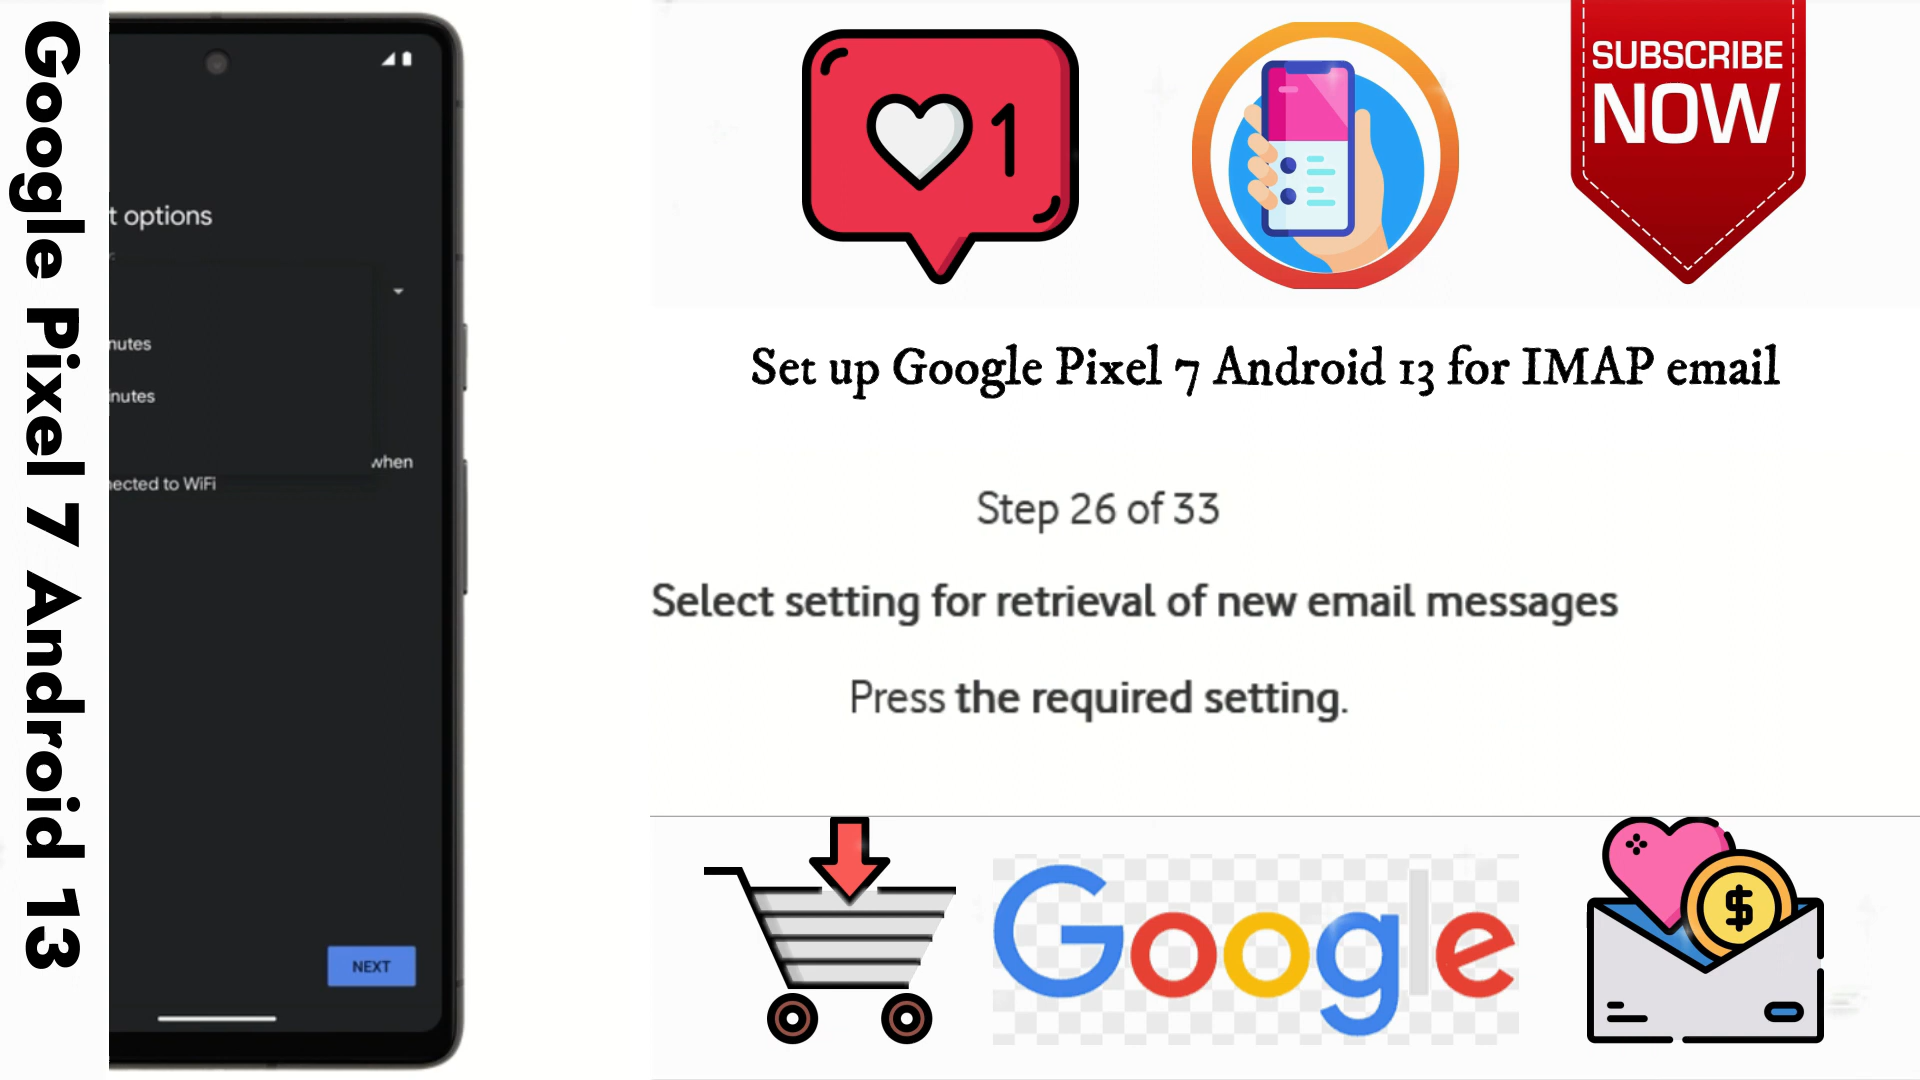 Google Pixel 7 Android 13
t options
nutes
inutes
when
nected to WiFi
NEXT
1
SUBSCRIBE
NOW
Set up Google Pixel 7 Android 13 for IMAP email
Step 26 of 33
Select setting for retrieval of new email messages
Press the required setting.
Google
$